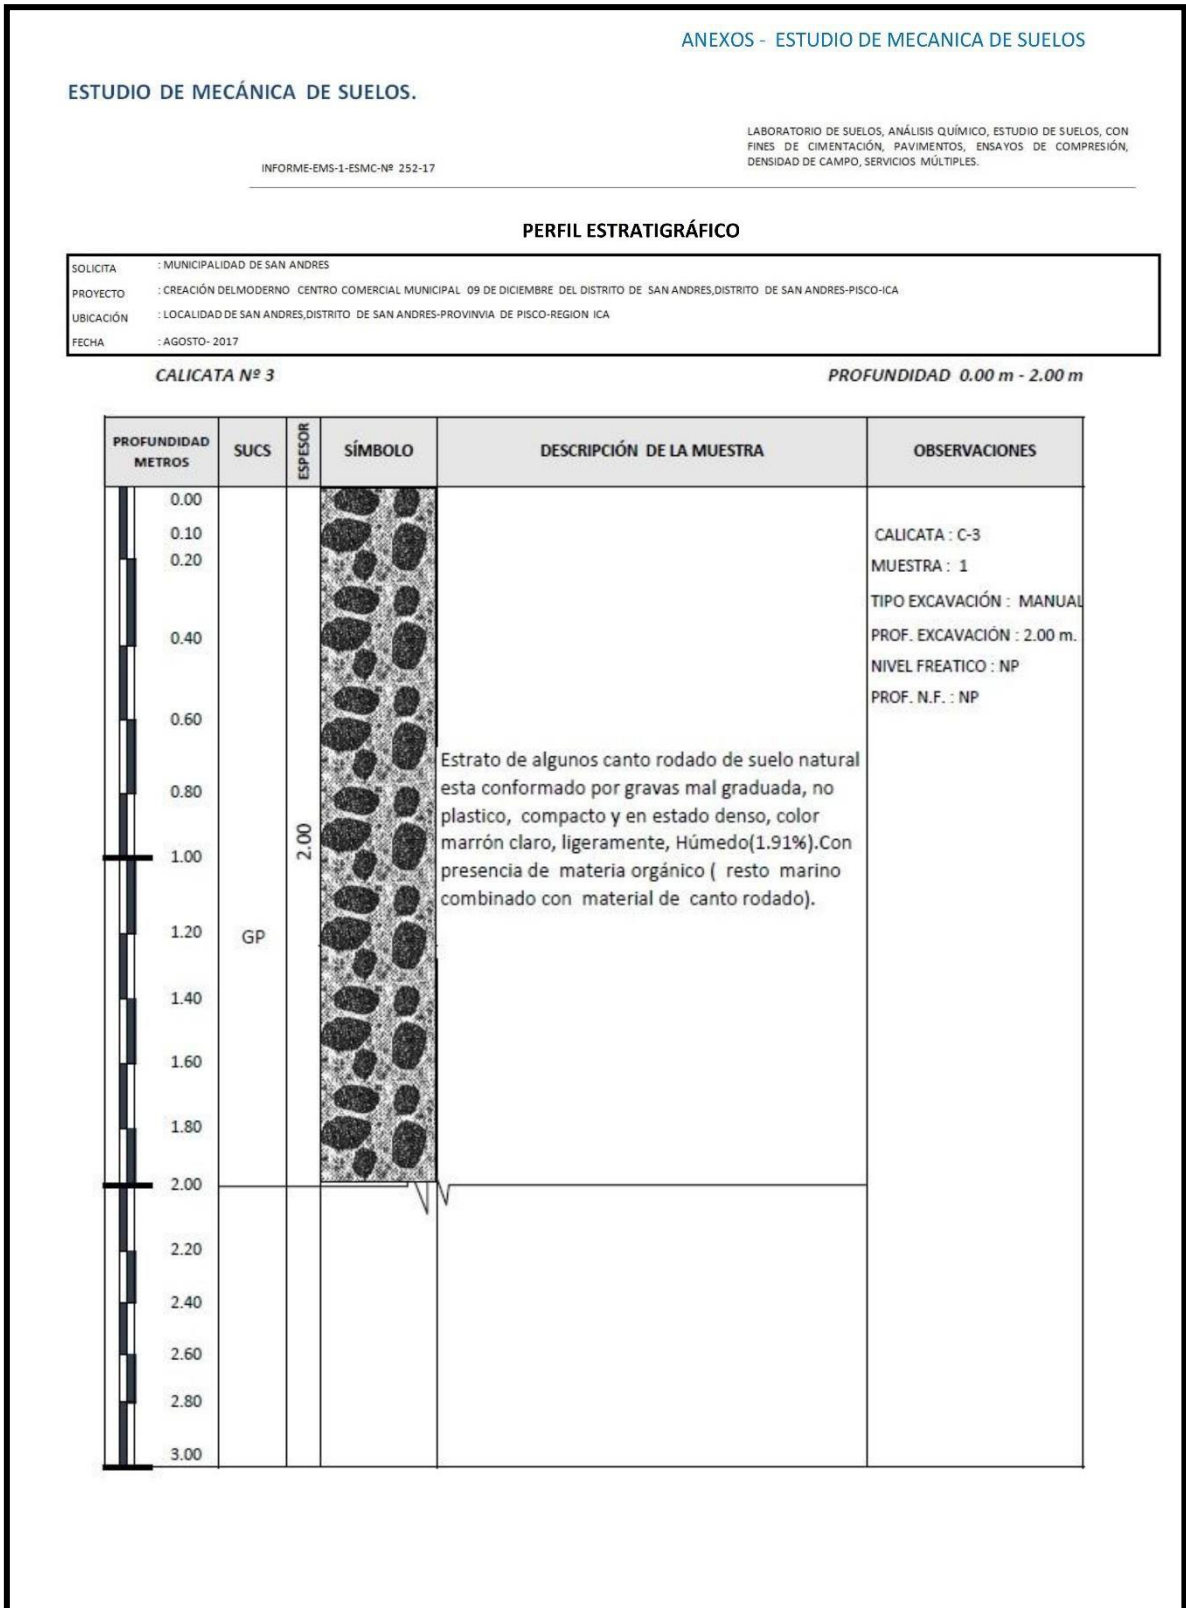 ANEXOS - ESTUDIO DE MECANICA DE SUELOS
ESTUDIO DE MECÁNICA DE SUELOS.
LABORATORIO DE SUELOS, ANÁLISIS QUÍMICO, ESTUDIO DE SUELOS, CON
FINES DE CIMENTACIÓN, PAVIMENTOS, ENSAYOS DE COMPRESIÓN,
DENSIDAD DE CAMPO, SERVICIOS MÚLTIPLES.
INFORME-EMS-1-ESMC-Nº 252-17
PERFIL ESTRATIGRÁFICO
SOLICITA : MUNICIPALIDAD DE SAN ANDRES
PROYECTO : CREACIÓN DELMODERNO CENTRO COMERCIAL MUNICIPAL 09 DE DICIEMBRE DEL DISTRITO DE SAN ANDRES,DISTRITO DE SAN ANDRES-PISCO-ICA
UBICACIÓN : LOCALIDAD DE SAN ANDRES,DISTRITO DE SAN ANDRES-PROVINVIA DE PISCO-REGION ICA
FECHA : AGOSTO- 2017
CALICATA Nº 3 PROFUNDIDAD 0.00 m - 2.00 m
PROFUNDIDAD METROS SUCS ESPESOR SÍMBOLO DESCRIPCIÓN DE LA MUESTRA OBSERVACIONES
0.00
0.10
0.20
0.40
0.60
0.80
1.00
1.20
1.40
1.60
1.80
2.00
2.20
2.40
2.60
2.80
3.00
GP
2.00
Estrato de algunos canto rodado de suelo natural
esta conformado por gravas mal graduada, no
plastico, compacto y en estado denso, color
marrón claro, ligeramente, Húmedo(1.91%).Con
presencia de materia orgánico ( resto marino
combinado con material de canto rodado).
CALICATA : C-3
MUESTRA : 1
TIPO EXCAVACIÓN : MANUAL
PROF. EXCAVACIÓN : 2.00 m.
NIVEL FREATICO : NP
PROF. N.F. : NP